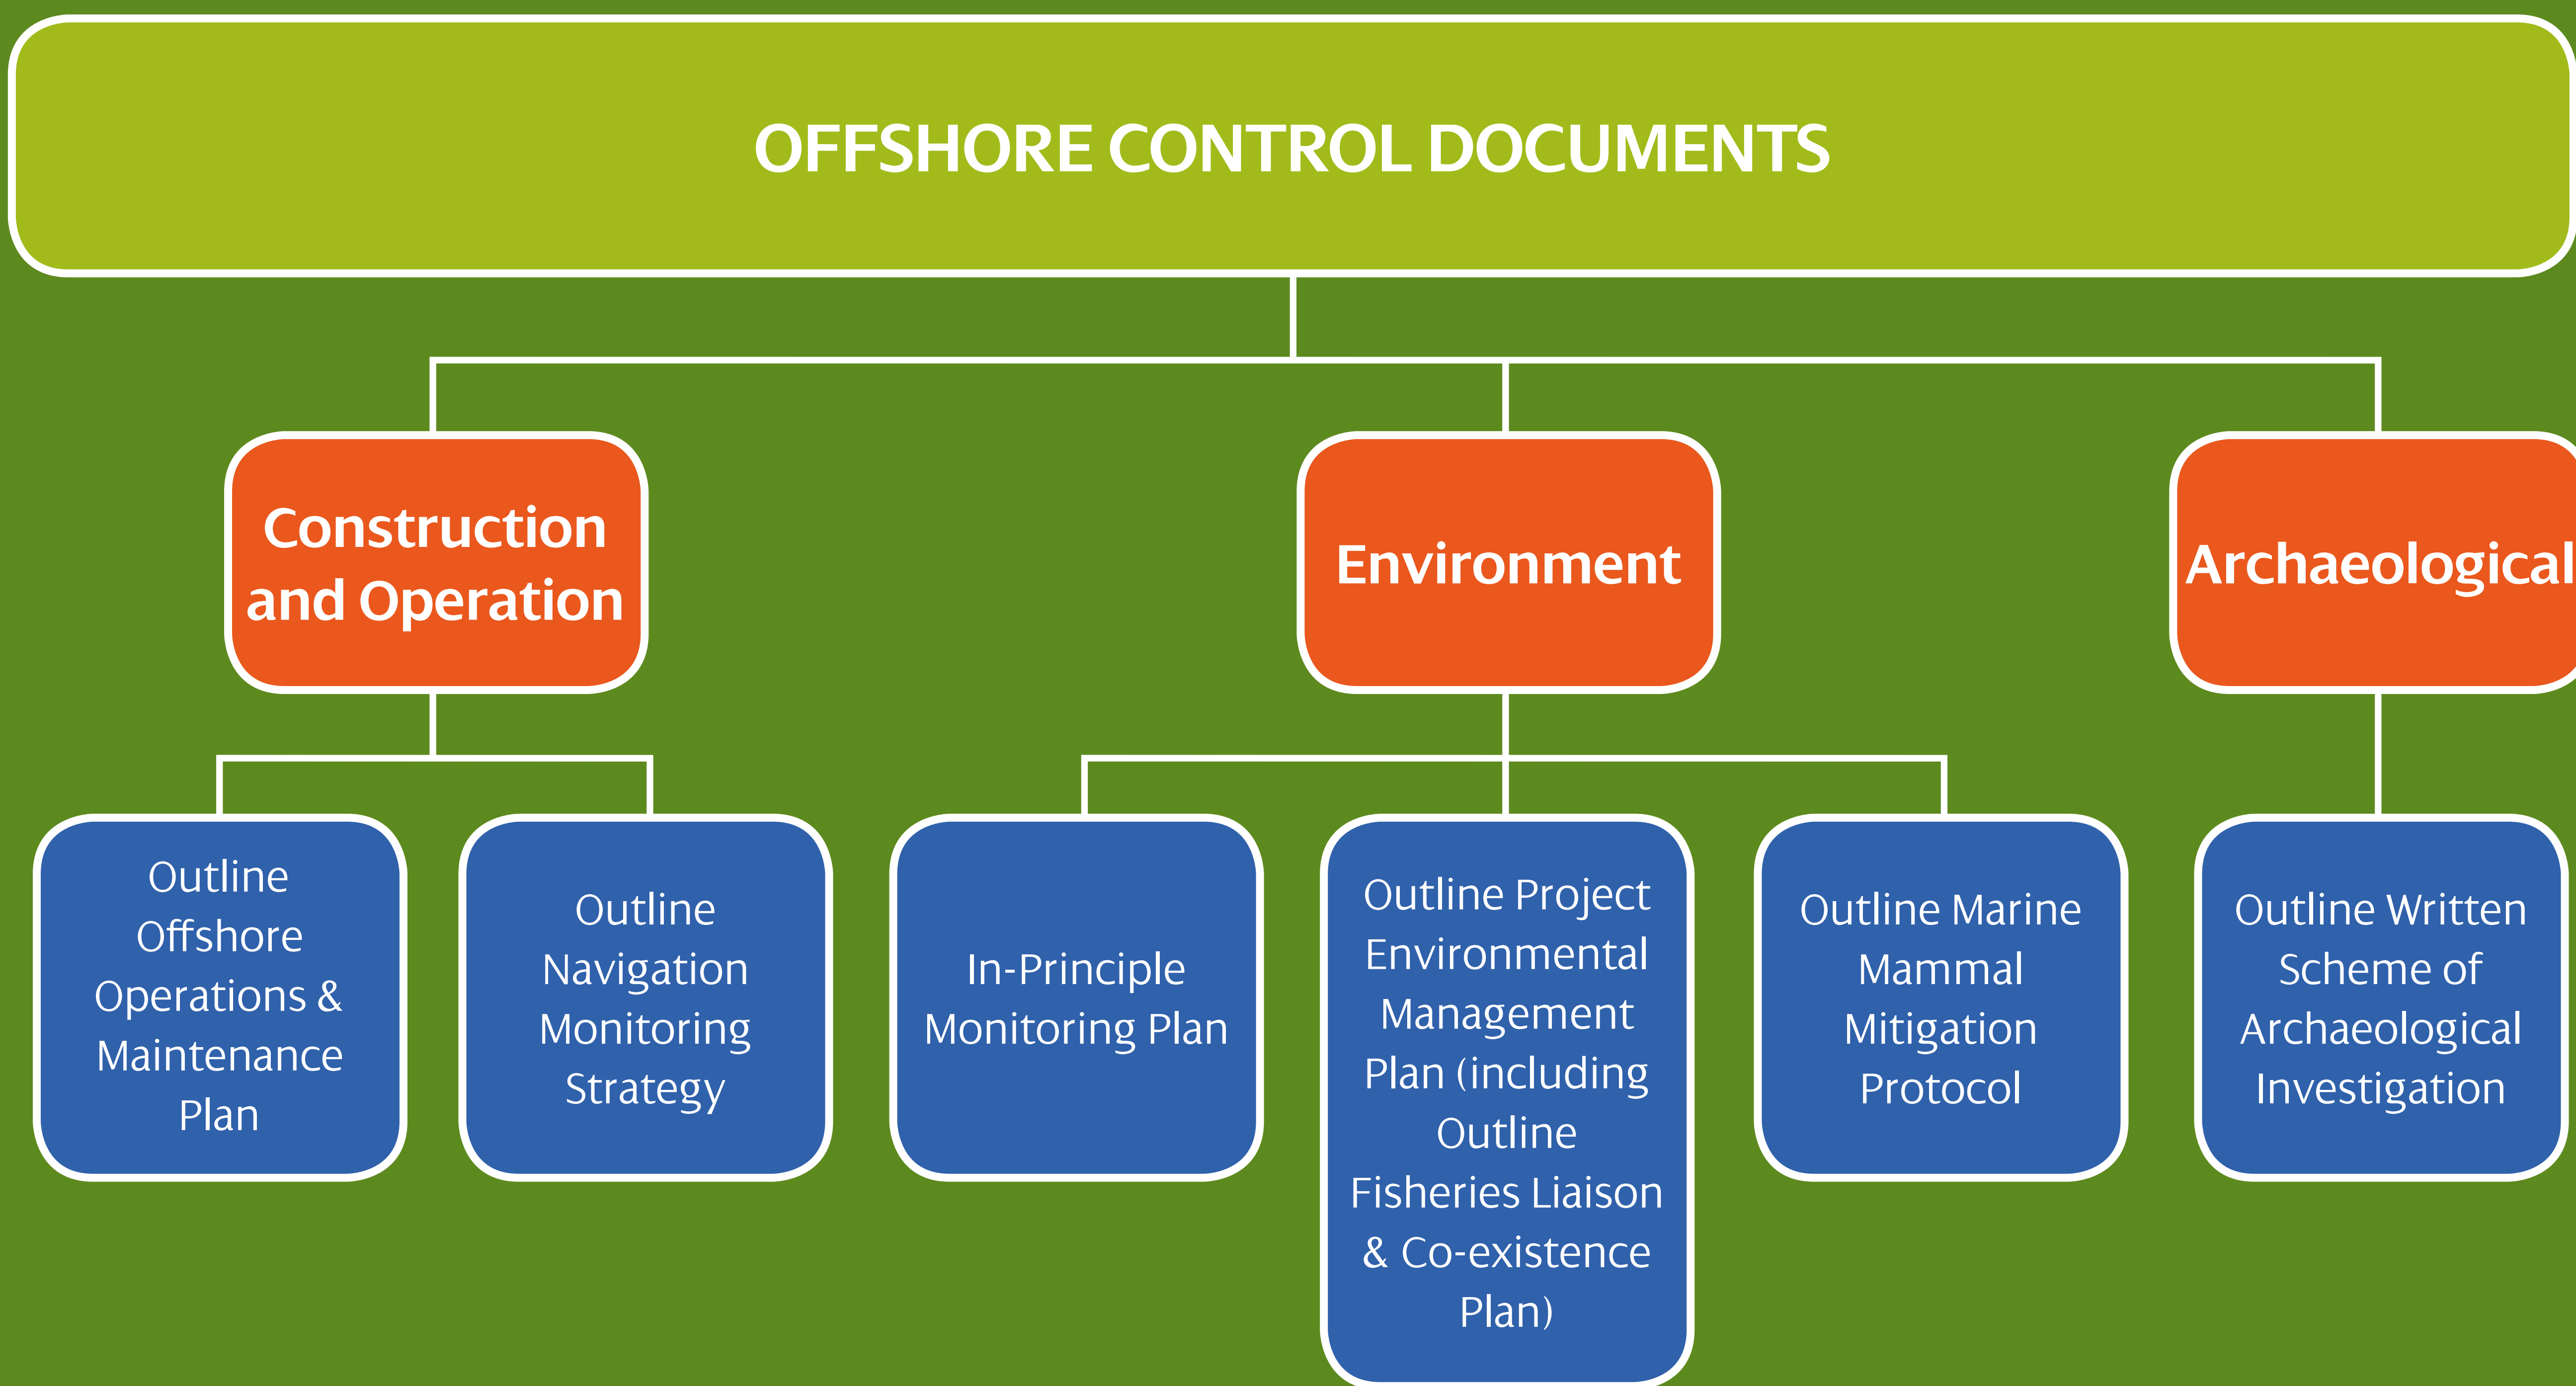 OFFSHORE CONTROL DOCUMENTS
Construction
and Operation
Environment
Archaeological
Outline
Offshore
Operations &
Maintenance
Plan
Outline
Navigation
Monitoring
Strategy
In-Principle
Monitoring Plan
Outline Project
Environmental
Management
Plan (including
Outline
Fisheries Liaison
& Co-existence
Plan)
Outline Marine
Mammal
Mitigation
Protocol
Outline Written
Scheme of
Archaeological
Investigation